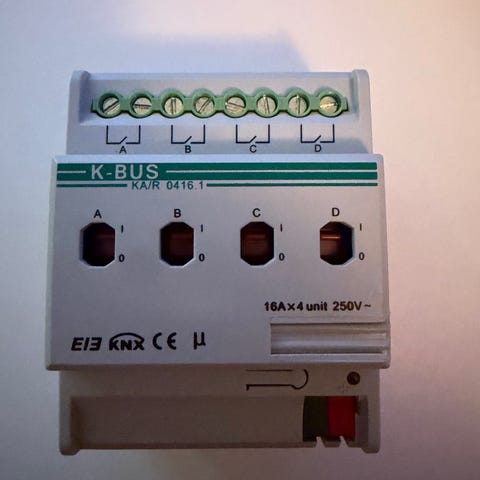 A B C D
K-BUS
KA/R 0416.1
A B C D
I I I I
0 0 0 0
16A×4 unit 250V~
EIB KNX CE µ